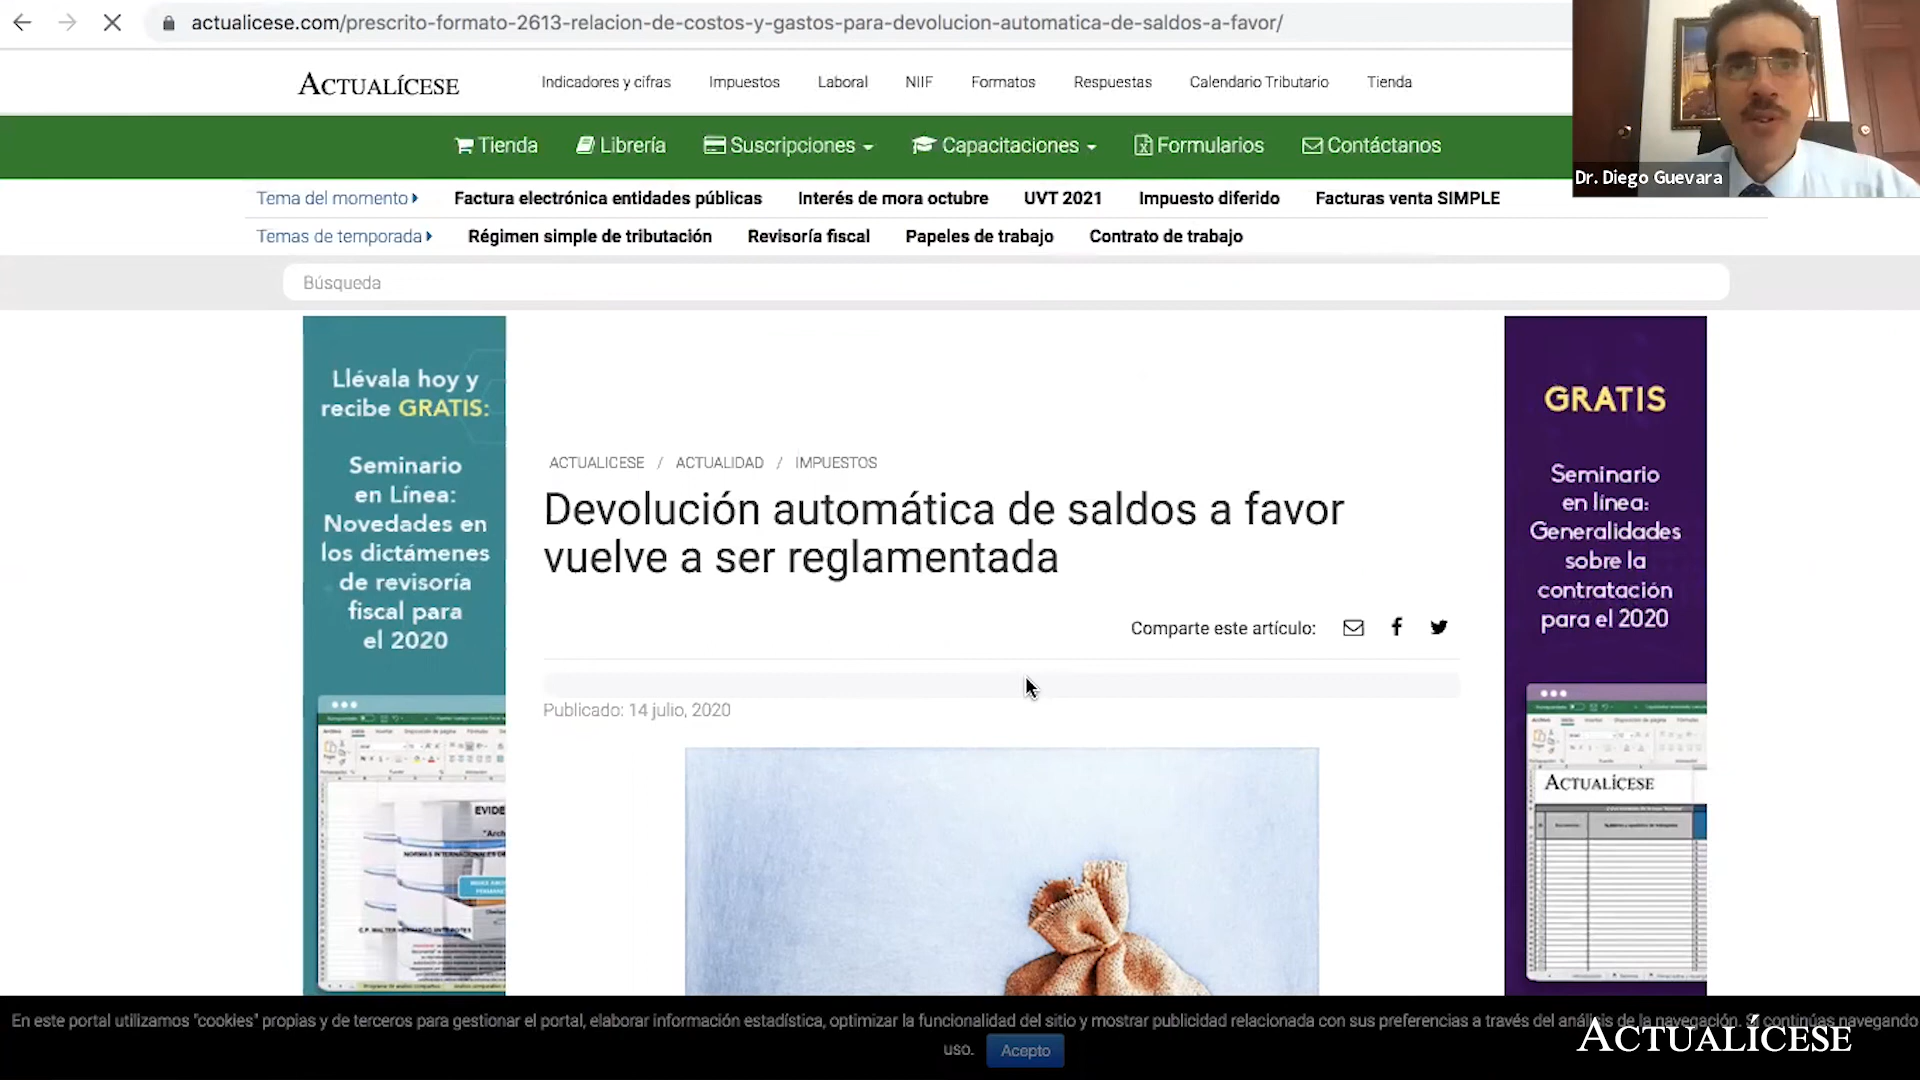 actualicese.com/prescrito-formato-2613-relacion-de-costos-y-gastos-para-devolucion-automatica-de-saldos-a-favor/
ACTUALÍCESE
Indicadores y cifras Impuestos Laboral NIIF Formatos Respuestas Calendario Tributario Tienda
Tienda Librería Suscripciones Capacitaciones Formularios Contáctanos
Dr. Diego Guevara
Tema del momento Factura electrónica entidades públicas Interés de mora octubre UVT 2021 Impuesto diferido Facturas venta SIMPLE
Temas de temporada Régimen simple de tributación Revisoría fiscal Papeles de trabajo Contrato de trabajo
Búsqueda
Llévala hoy y
recibe GRATIS:
Seminario
en Línea:
Novedades en
los dictámenes
de revisoría
fiscal para
el 2020
ACTUALICESE / ACTUALIDAD / IMPUESTOS
Devolución automática de saldos a favor
vuelve a ser reglamentada
Comparte este artículo:
Publicado: 14 julio, 2020
GRATIS
Seminario
en línea:
Generalidades
sobre la
contratación
para el 2020
ACTUALÍCESE
En este portal utilizamos "cookies" propias y de terceros para gestionar el portal, elaborar información estadística, optimizar la funcionalidad del sitio y mostrar publicidad relacionada con sus preferencias a través del análisis de la navegación. Si continúas navegando
uso. Acepto
ACTUALÍCESE